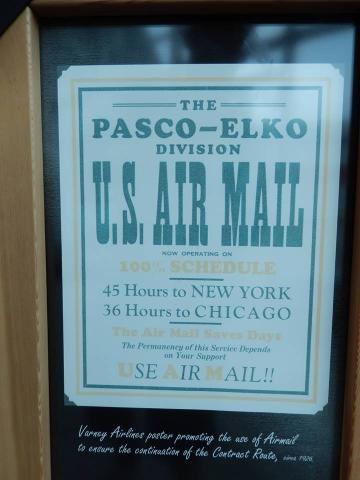 THE
PASCO-ELKO
DIVISION
U.S. AIR MAIL
NOW OPERATING ON
100% SCHEDULE
45 Hours to NEW YORK
36 Hours to CHICAGO
The Air Mail Saves Days
The Permanency of this Service Depends
on Your Support
USE AIR MAIL!!
Varney Airlines poster promoting the use of Airmail
to ensure the continuation of the Contract Route, circa 1926.